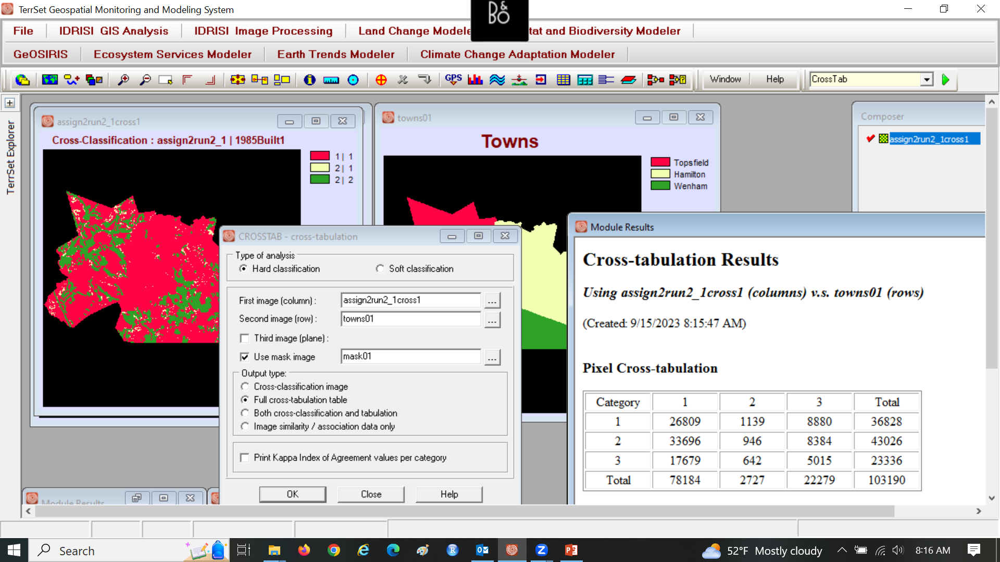 TerrSet Geospatial Monitoring and Modeling System
B&O
File IDRISI GIS Analysis IDRISI Image Processing Land Change Modele tat and Biodiversity Modeler
GeOSIRIS Ecosystem Services Modeler Earth Trends Modeler Climate Change Adaptation Modeler
GPS Window Help CrossTab
TerrSet Explorer
assign2run2_1cross1
Cross-Classification : assign2run2_1 | 1985Built1
1 | 1
2 | 1
2 | 2
towns01
Towns
Topsfield
Hamilton
Wenham
Composer
assign2run2_1cross1
CROSSTAB - cross-tabulation
Type of analysis
Hard classification Soft classification
First image (column) : assign2run2_1cross1 ...
Second image (row) : towns01 ...
Third image (plane) :
Use mask image mask01 ...
Output type:
Cross-classification image
Full cross-tabulation table
Both cross-classification and tabulation
Image similarity / association data only
Print Kappa Index of Agreement values per category
OK Close Help
Module Results
Cross-tabulation Results
Using assign2run2_1cross1 (columns) v.s. towns01 (rows)
(Created: 9/15/2023 8:15:47 AM)
Pixel Cross-tabulation
Category 1 2 3 Total
1 26809 1139 8880 36828
2 33696 946 8384 43026
3 17679 642 5015 23336
Total 78184 2727 22279 103190
Module Results
Search
52°F Mostly cloudy 8:16 AM